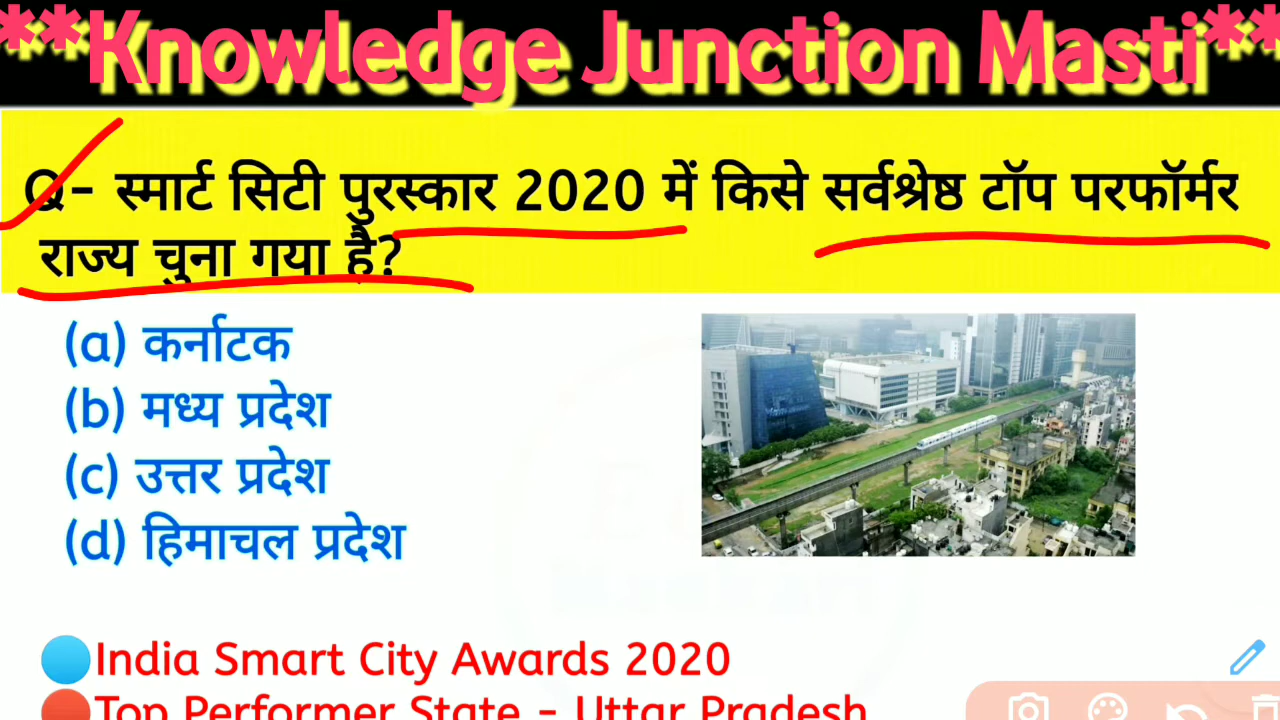 **Knowledge Junction Masti**
Q- स्मार्ट सिटी पुरस्कार 2020 में किसे सर्वश्रेष्ठ टॉप परफॉर्मर
राज्य चुना गया है?
(a) कर्नाटक
(b) मध्य प्रदेश
(c) उत्तर प्रदेश
(d) हिमाचल प्रदेश
India Smart City Awards 2020
Top Performer State - Uttar Pradesh